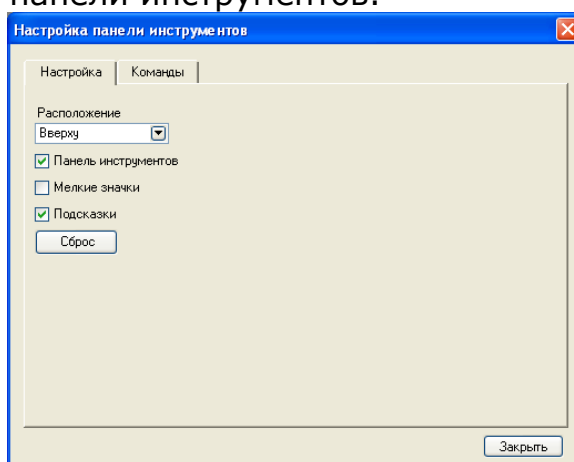 панели инструментов.
Настройка панели инструментов
Настройка Команды
Расположение
Вверху
Панель инструментов
Мелкие значки
Подсказки
Сброс
Закрыть